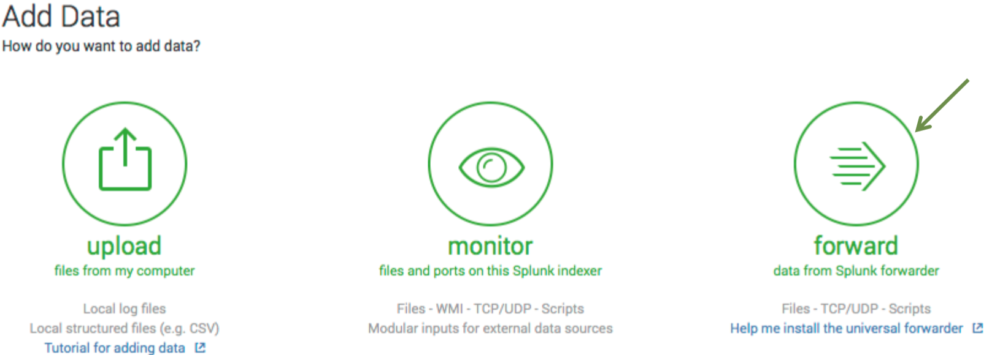 Add Data
How do you want to add data?
upload
files from my computer
Local log files
Local structured files (e.g. CSV)
Tutorial for adding data
monitor
files and ports on this Splunk indexer
Files - WMI - TCP/UDP - Scripts
Modular inputs for external data sources
forward
data from Splunk forwarder
Files - TCP/UDP - Scripts
Help me install the universal forwarder